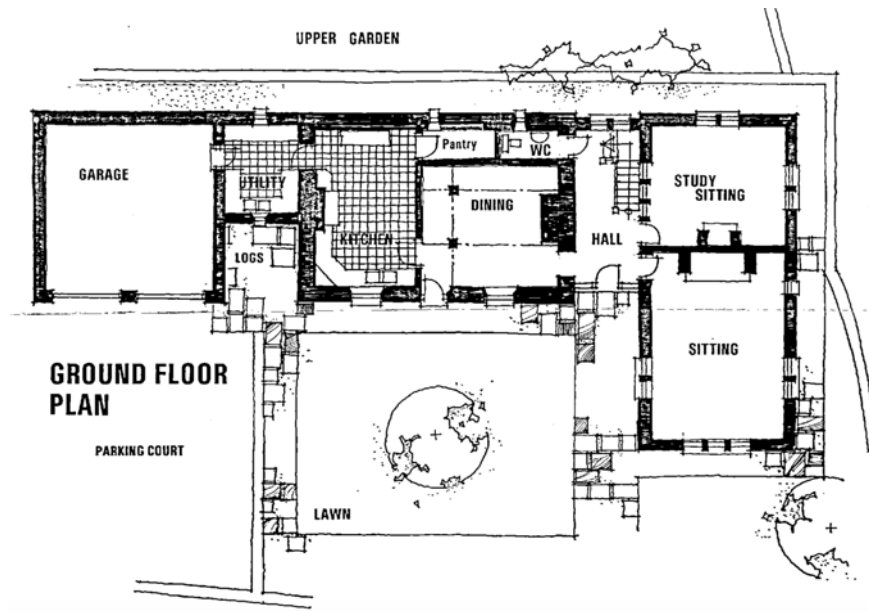 UPPER GARDEN
GARAGE
UTILITY
Pantry
WC
STUDY
SITTING
DINING
KITCHEN
HALL
LOGS
SITTING
GROUND FLOOR
PLAN
PARKING COURT
LAWN